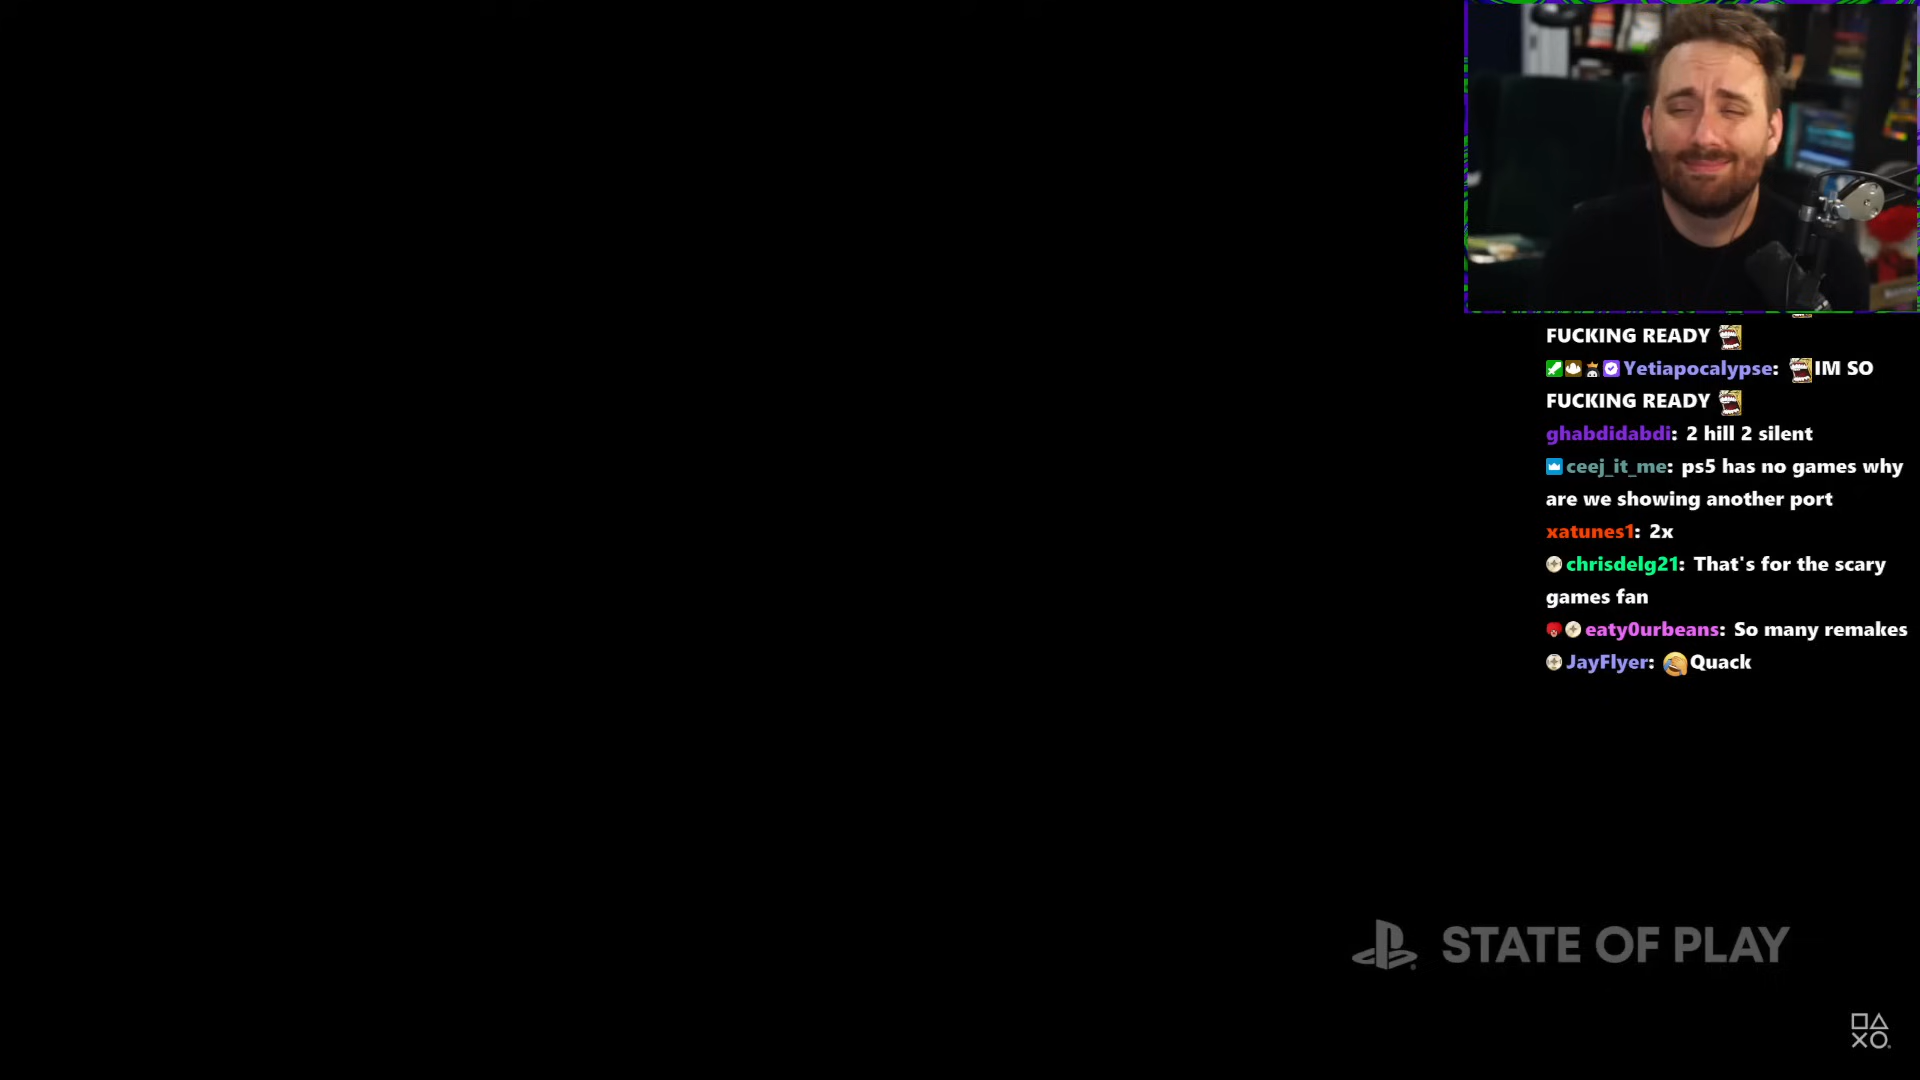 FUCKING READY
Yetiapocalypse: IM SO
FUCKING READY
ghabdidabdi: 2 hill 2 silent
ceej_it_me: ps5 has no games why
are we showing another port
xatunes1: 2x
chrisdelg21: That's for the scary
games fan
eaty0urbeans: So many remakes
JayFlyer: Quack
STATE OF PLAY